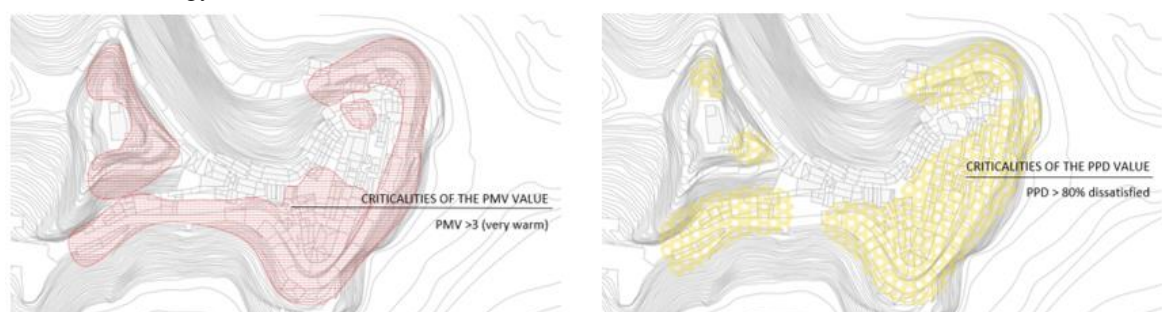 CRITICALITIES OF THE PMV VALUE
PMV >3 (very warm)
CRITICALITIES OF THE PPD VALUE
PPD > 80% dissatisfied